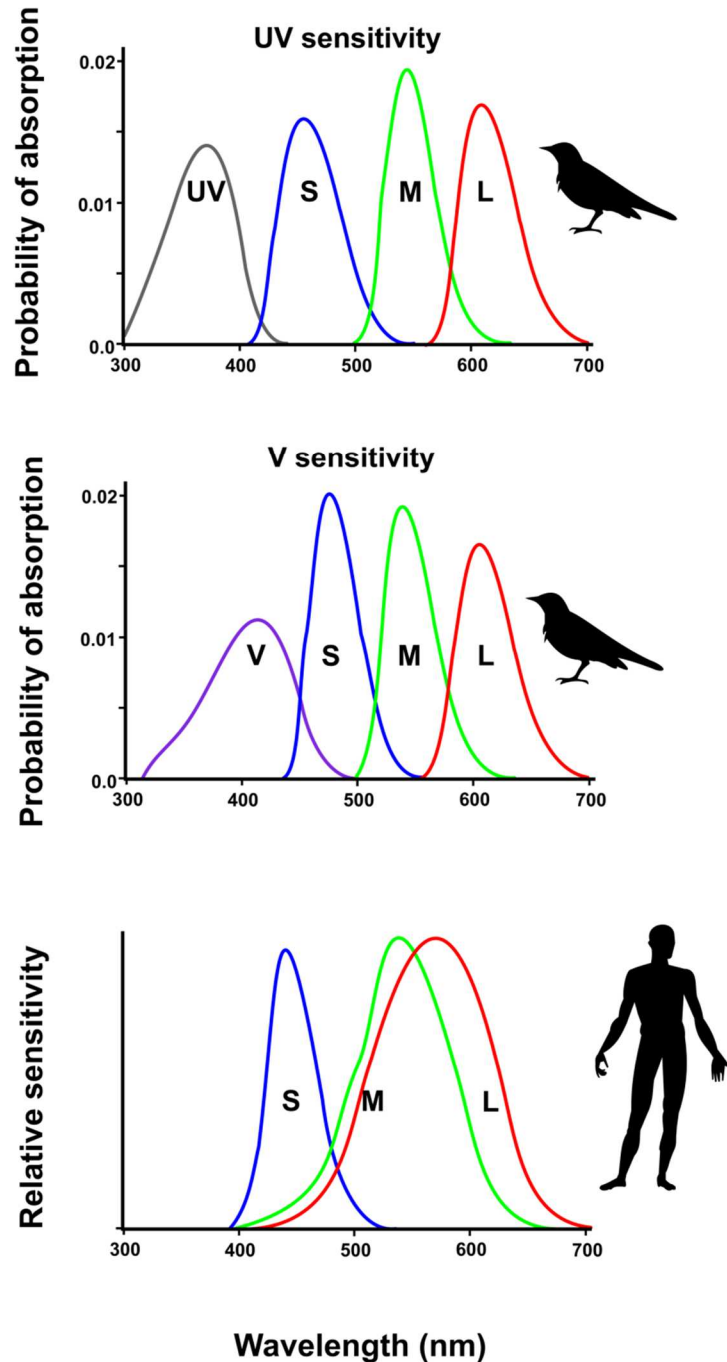 UV sensitivity
Probability of absorption
0.02
0.01
0.0
UV S M L
300 400 500 600 700
V sensitivity
Probability of absorption
0.02
0.01
0.0
V S M L
300 400 500 600 700
Relative sensitivity
S M L
300 400 500 600 700
Wavelength (nm)